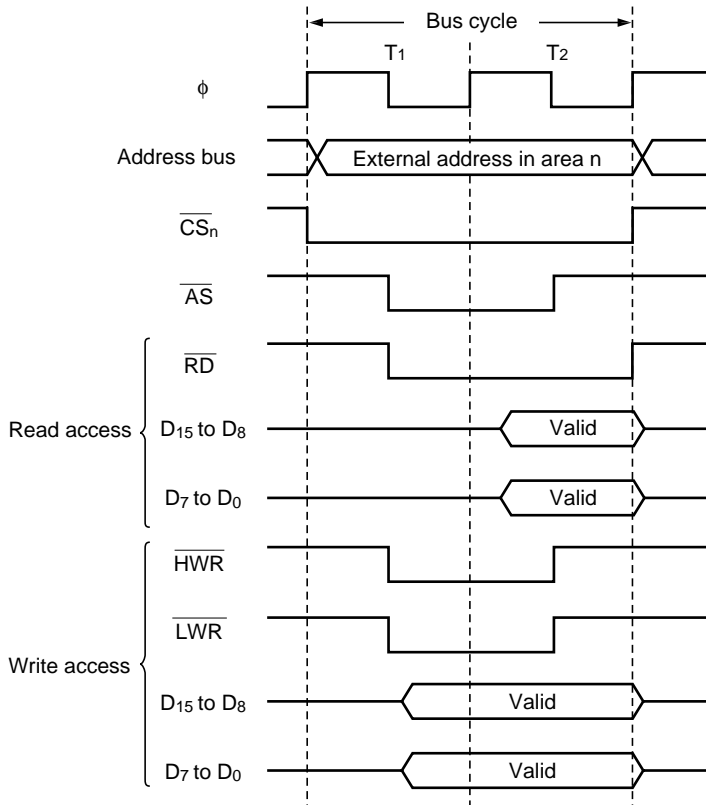 Bus cycle
T1 T2
ϕ
Address bus External address in area n
CSn
AS
RD
Read access
D15 to D8 Valid
D7 to D0 Valid
HWR
LWR
Write access
D15 to D8 Valid
D7 to D0 Valid